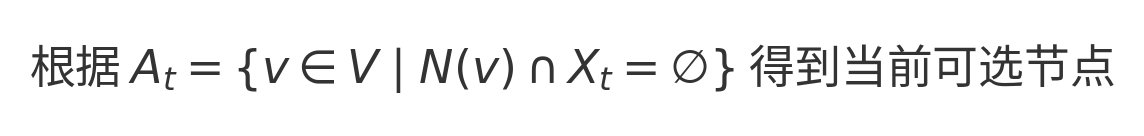 根据 A_t = {v ∈ V | N(v) ∩ X_t = ∅} 得到当前可选节点